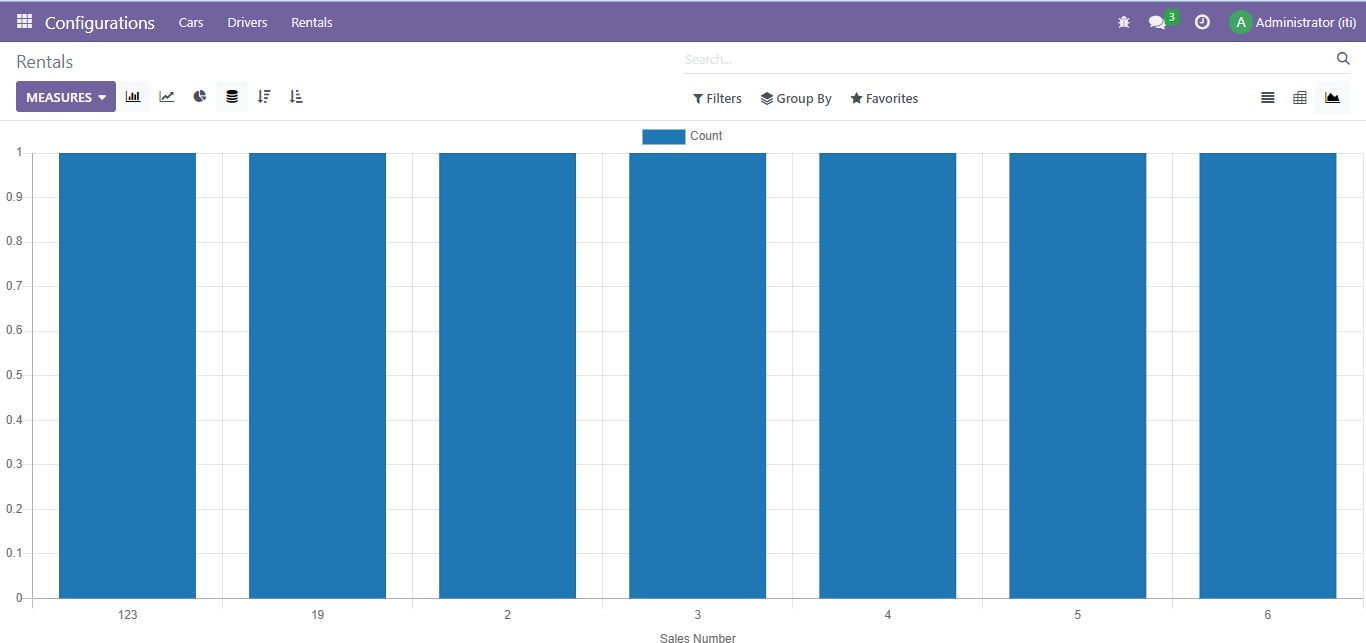 Configurations Cars Drivers Rentals 3 A Administrator (iti)
Rentals Search...
MEASURES Filters Group By Favorites
Count
1
0.9
0.8
0.7
0.6
0.5
0.4
0.3
0.2
0.1
0
123 19 2 3 4 5 6
Sales Number